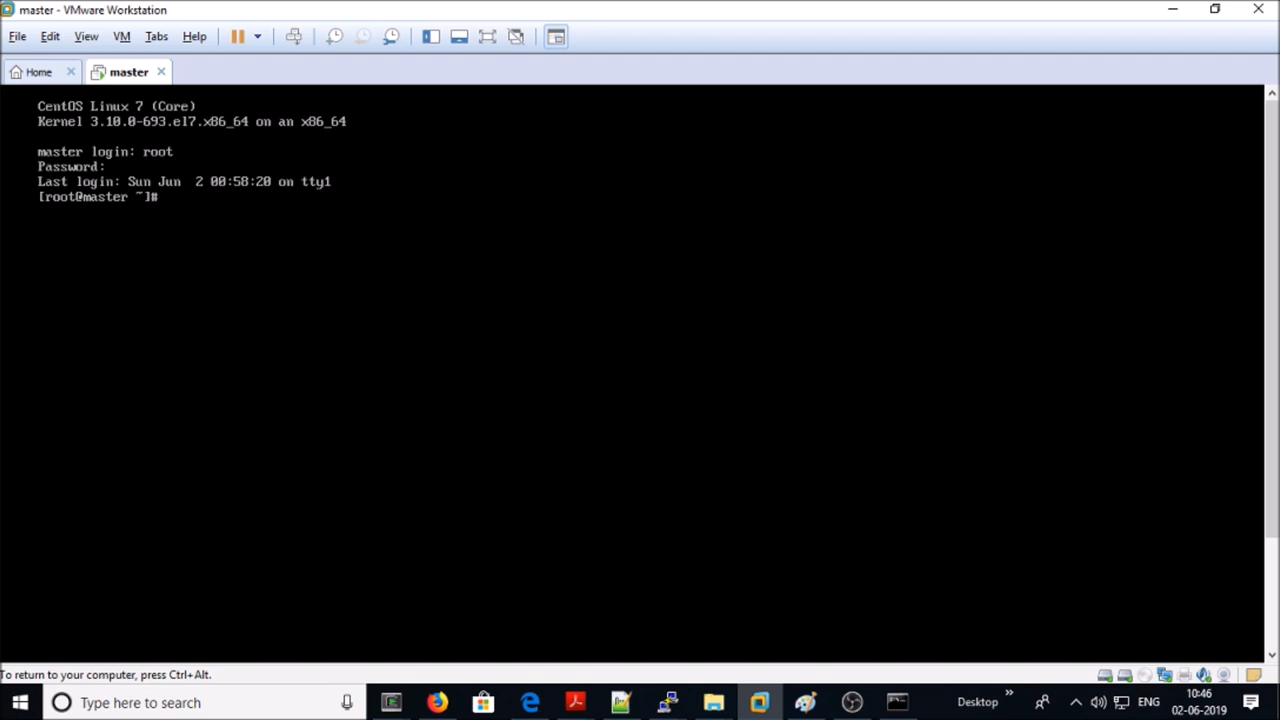 master - VMware Workstation
File Edit View VM Tabs Help
Home master
CentOS Linux 7 (Core)
Kernel 3.10.0-693.el7.x86_64 on an x86_64
master login: root
Password:
Last login: Sun Jun  2 00:58:20 on tty1
[root@master ~]#
To return to your computer, press Ctrl+Alt.
Type here to search
Desktop » ENG 10:46
02-06-2019